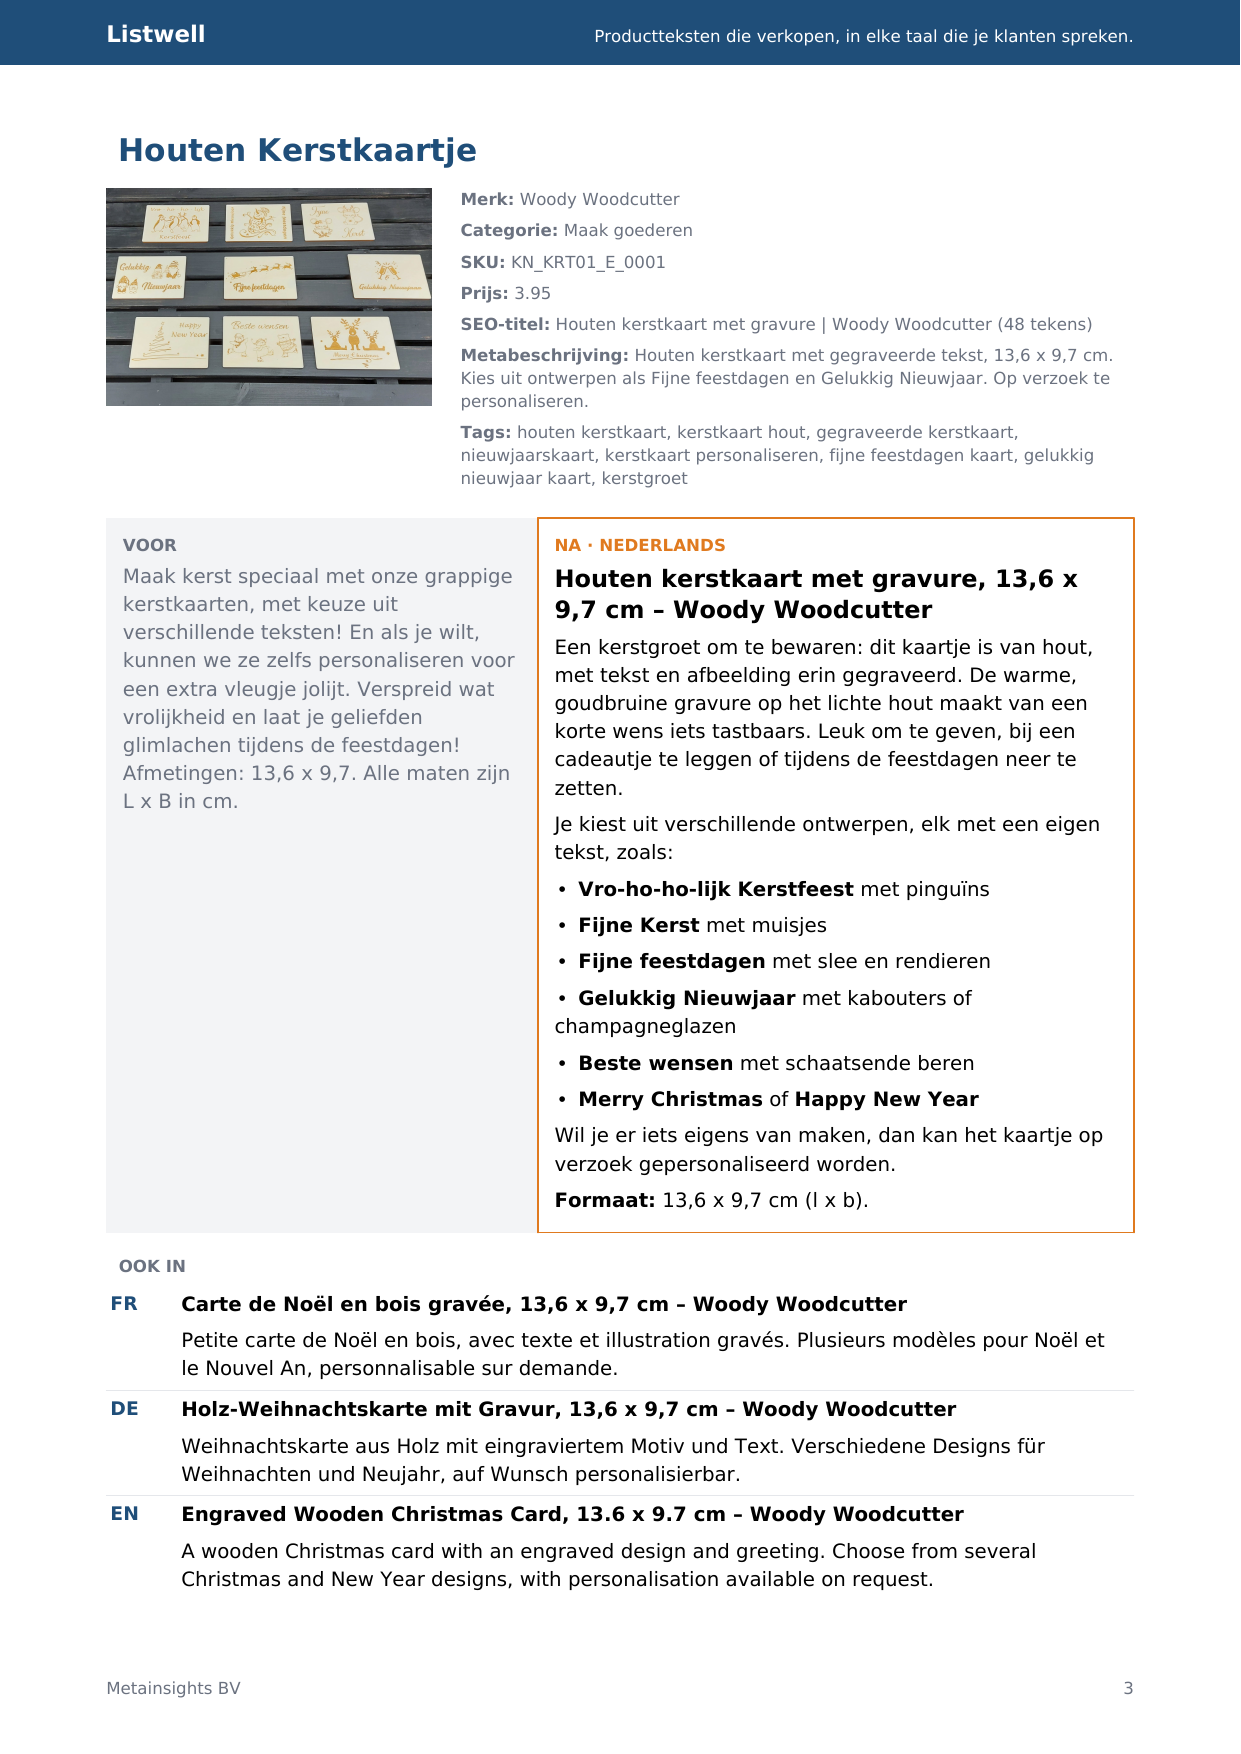 Listwell
Productteksten die verkopen, in elke taal die je klanten spreken.
Houten Kerstkaartje
Gelukkig
Nieuwjaar
Fijne feestdagen
Gelukkig Nieuwjaar
Happy
New Year
Beste wensen
Merk: Woody Woodcutter
Categorie: Maak goederen
SKU: KN_KRT01_E_0001
Prijs: 3.95
SEO-titel: Houten kerstkaart met gravure | Woody Woodcutter (48 tekens)
Metabeschrijving: Houten kerstkaart met gegraveerde tekst, 13,6 x 9,7 cm.
Kies uit ontwerpen als Fijne feestdagen en Gelukkig Nieuwjaar. Op verzoek te
personaliseren.
Tags: houten kerstkaart, kerstkaart hout, gegraveerde kerstkaart,
nieuwjaarskaart, kerstkaart personaliseren, fijne feestdagen kaart, gelukkig
nieuwjaar kaart, kerstgroet
VOOR
Maak kerst speciaal met onze grappige
kerstkaarten, met keuze uit
verschillende teksten! En als je wilt,
kunnen we ze zelfs personaliseren voor
een extra vleugje jolijt. Verspreid wat
vrolijkheid en laat je geliefden
glimlachen tijdens de feestdagen!
Afmetingen: 13,6 x 9,7. Alle maten zijn
L x B in cm.
NA · NEDERLANDS
Houten kerstkaart met gravure, 13,6 x
9,7 cm – Woody Woodcutter
Een kerstgroet om te bewaren: dit kaartje is van hout,
met tekst en afbeelding erin gegraveerd. De warme,
goudbruine gravure op het lichte hout maakt van een
korte wens iets tastbaars. Leuk om te geven, bij een
cadeautje te leggen of tijdens de feestdagen neer te
zetten.
Je kiest uit verschillende ontwerpen, elk met een eigen
tekst, zoals:
• Vro-ho-ho-lijk Kerstfeest met pinguïns
• Fijne Kerst met muisjes
• Fijne feestdagen met slee en rendieren
• Gelukkig Nieuwjaar met kabouters of
champagneglazen
• Beste wensen met schaatsende beren
• Merry Christmas of Happy New Year
Wil je er iets eigens van maken, dan kan het kaartje op
verzoek gepersonaliseerd worden.
Formaat: 13,6 x 9,7 cm (l x b).
OOK IN
FR
Carte de Noël en bois gravée, 13,6 x 9,7 cm – Woody Woodcutter
Petite carte de Noël en bois, avec texte et illustration gravés. Plusieurs modèles pour Noël et
le Nouvel An, personnalisable sur demande.
DE
Holz-Weihnachtskarte mit Gravur, 13,6 x 9,7 cm – Woody Woodcutter
Weihnachtskarte aus Holz mit eingraviertem Motiv und Text. Verschiedene Designs für
Weihnachten und Neujahr, auf Wunsch personalisierbar.
EN
Engraved Wooden Christmas Card, 13.6 x 9.7 cm – Woody Woodcutter
A wooden Christmas card with an engraved design and greeting. Choose from several
Christmas and New Year designs, with personalisation available on request.
Metainsights BV
3